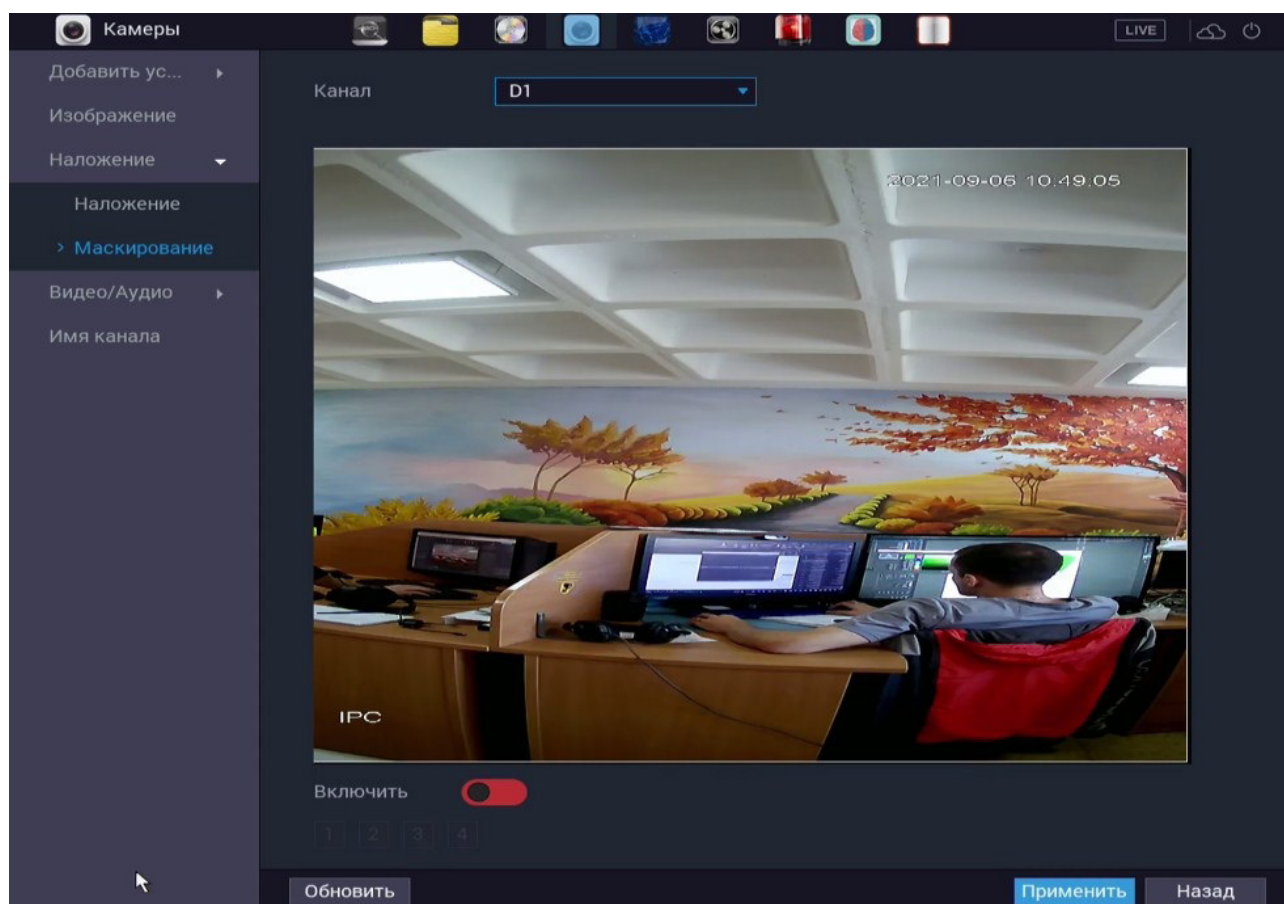 Камеры
LIVE
Добавить ус...
Изображение
Наложение
Наложение
> Маскирование
Видео/Аудио
Имя канала
Канал D1
2021-09-06 10:49:05
IPC
Включить
1 2 3 4
Обновить Применить Назад